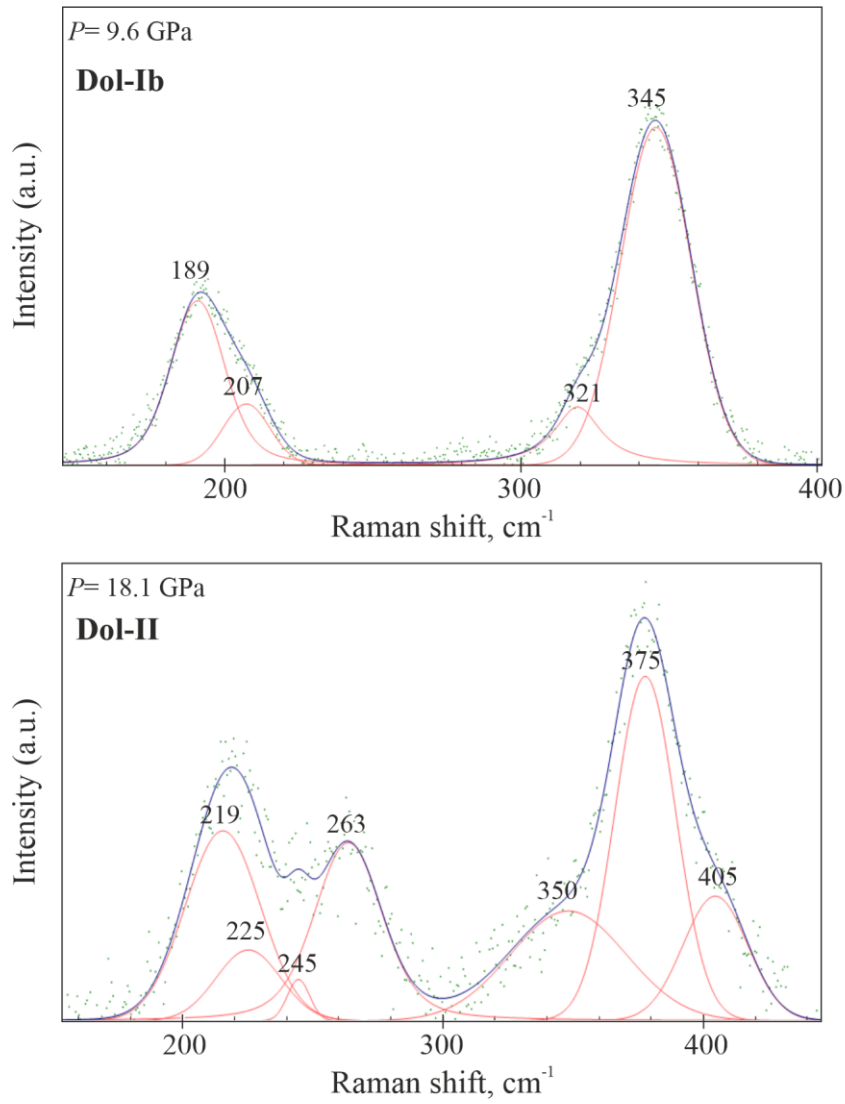 P= 9.6 GPa
Dol-Ib
345
189
207
321
Intensity (a.u.)
200
300
400
Raman shift, cm⁻¹
P= 18.1 GPa
Dol-II
375
219
263
350
405
225
245
Intensity (a.u.)
200
300
400
Raman shift, cm⁻¹